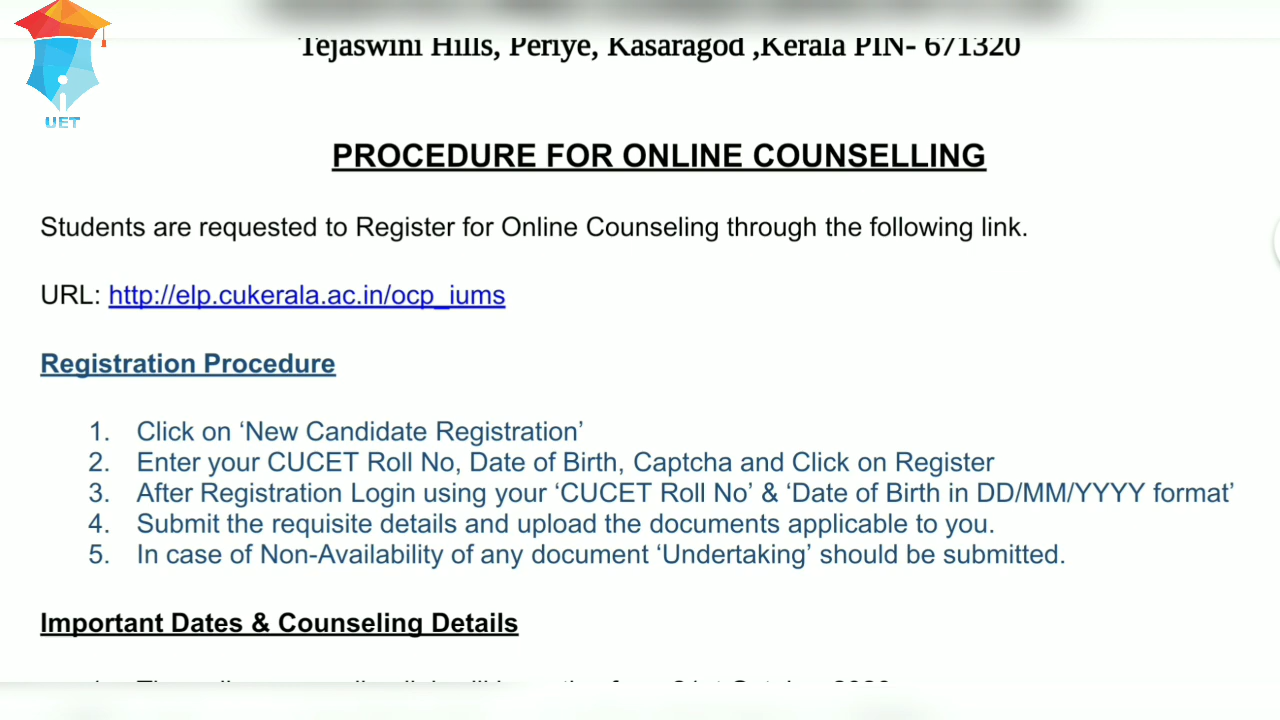 UET
Tejaswini Hills, Periye, Kasaragod ,Kerala PIN- 671320
PROCEDURE FOR ONLINE COUNSELLING
Students are requested to Register for Online Counseling through the following link.
URL: http://elp.cukerala.ac.in/ocp_iums
Registration Procedure
1. Click on ‘New Candidate Registration’
2. Enter your CUCET Roll No, Date of Birth, Captcha and Click on Register
3. After Registration Login using your ‘CUCET Roll No’ & ‘Date of Birth in DD/MM/YYYY format’
4. Submit the requisite details and upload the documents applicable to you.
5. In case of Non-Availability of any document ‘Undertaking’ should be submitted.
Important Dates & Counseling Details